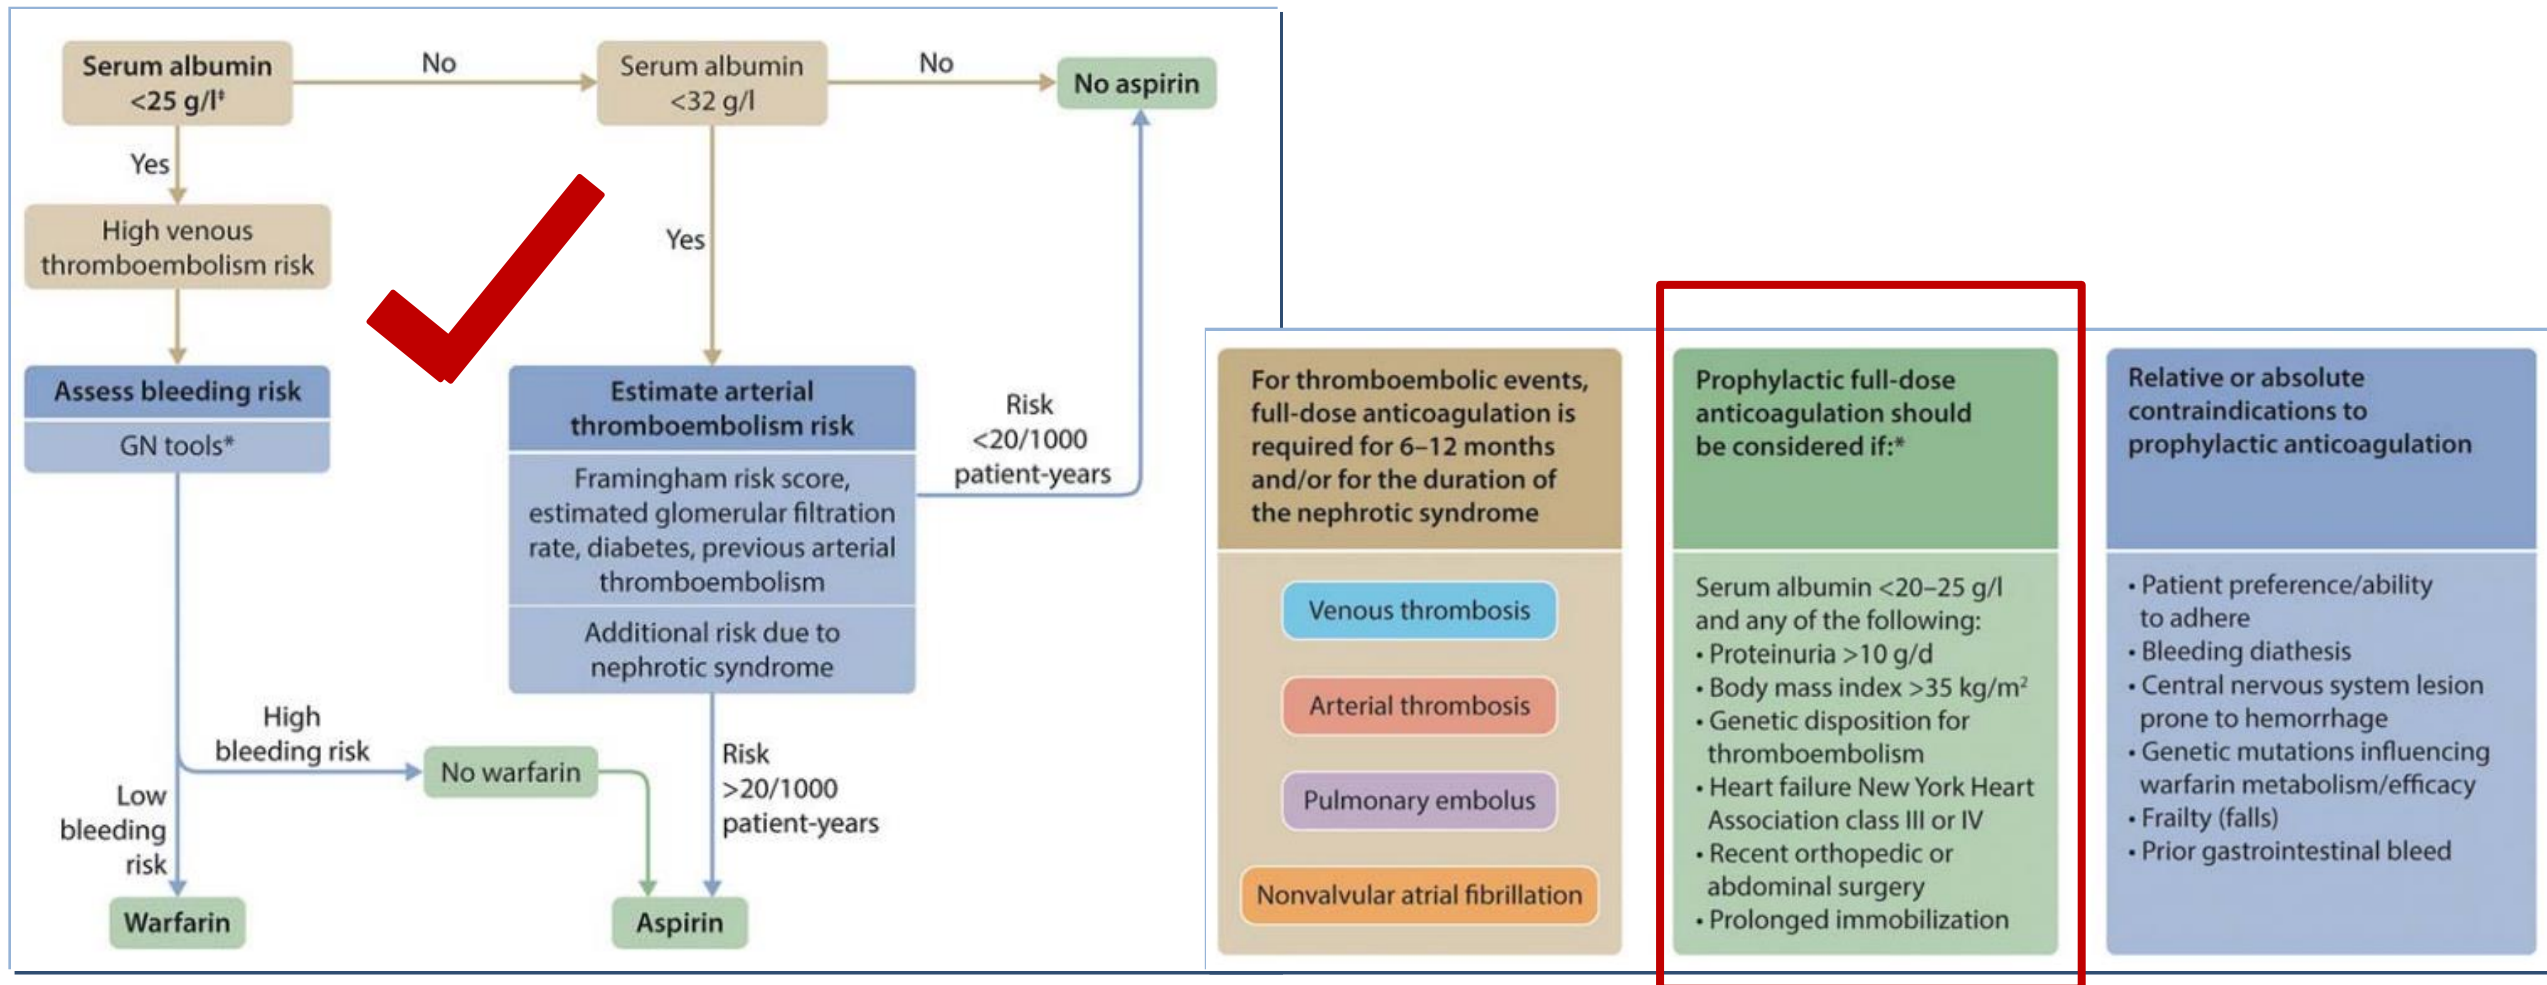 Serum albumin
<25 g/l‡
No
Serum albumin
<32 g/l
No
No aspirin
Yes
High venous
thromboembolism risk
Yes
Assess bleeding risk
GN tools*
Estimate arterial
thromboembolism risk
Framingham risk score,
estimated glomerular filtration
rate, diabetes, previous arterial
thromboembolism
Additional risk due to
nephrotic syndrome
Risk
<20/1000
patient-years
High
bleeding risk
No warfarin
Low
bleeding
risk
Risk
>20/1000
patient-years
Warfarin
Aspirin
For thromboembolic events,
full-dose anticoagulation is
required for 6–12 months
and/or for the duration of
the nephrotic syndrome
Venous thrombosis
Arterial thrombosis
Pulmonary embolus
Nonvalvular atrial fibrillation
Prophylactic full-dose
anticoagulation should
be considered if:*
Serum albumin <20–25 g/l
and any of the following:
• Proteinuria >10 g/d
• Body mass index >35 kg/m²
• Genetic disposition for
thromboembolism
• Heart failure New York Heart
Association class III or IV
• Recent orthopedic or
abdominal surgery
• Prolonged immobilization
Relative or absolute
contraindications to
prophylactic anticoagulation
• Patient preference/ability
to adhere
• Bleeding diathesis
• Central nervous system lesion
prone to hemorrhage
• Genetic mutations influencing
warfarin metabolism/efficacy
• Frailty (falls)
• Prior gastrointestinal bleed